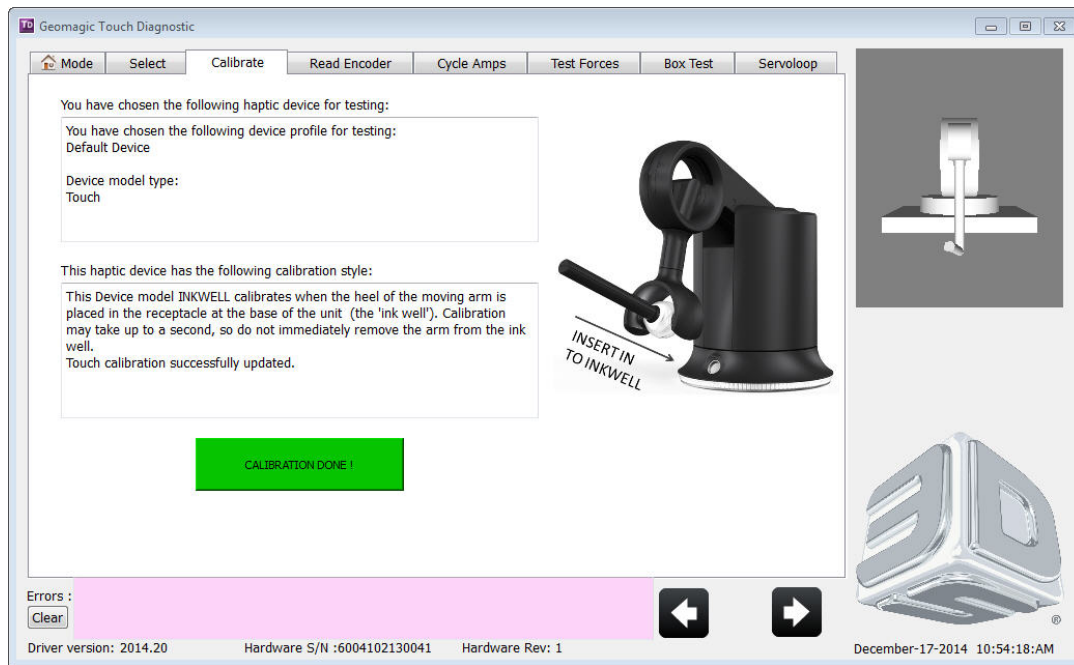 Geomagic Touch Diagnostic
Mode Select Calibrate Read Encoder Cycle Amps Test Forces Box Test Servoloop
You have chosen the following haptic device for testing:
You have chosen the following device profile for testing:
Default Device
Device model type:
Touch
This haptic device has the following calibration style:
This Device model INKWELL calibrates when the heel of the moving arm is
placed in the receptacle at the base of the unit (the 'ink well'). Calibration
may take up to a second, so do not immediately remove the arm from the ink
well.
Touch calibration successfully updated.
INSERT IN
TO INKWELL
CALIBRATION DONE !
Errors :
Clear
Driver version: 2014.20 Hardware S/N :6004102130041 Hardware Rev: 1 December-17-2014 10:54:18:AM
®